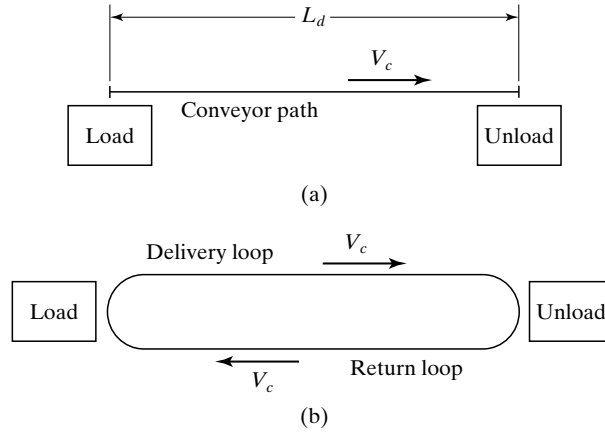 L_d
V_c
Conveyor path
Load
Unload
(a)
Delivery loop
V_c
Load
Unload
V_c
Return loop
(b)